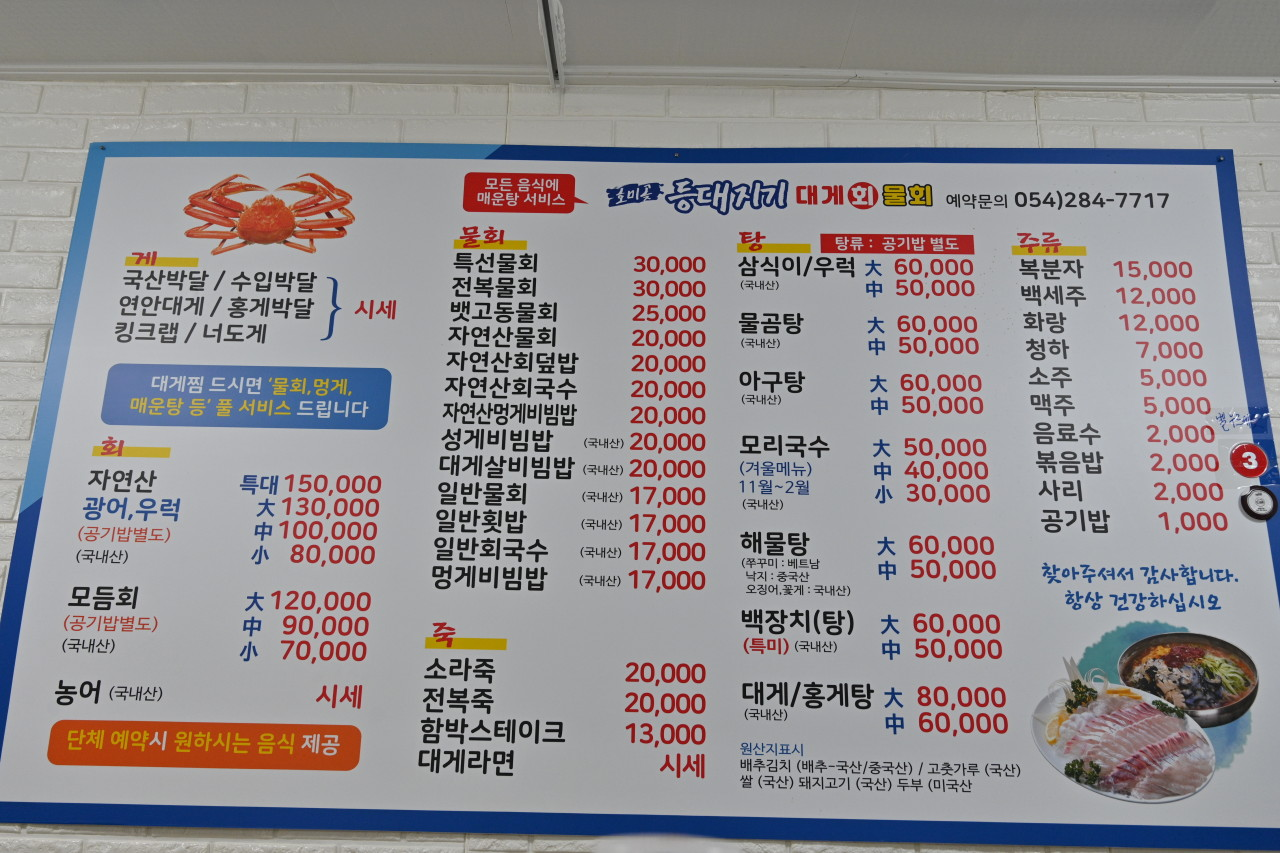 모든 음식에
매운탕 서비스
호미곶 등대지기 대게 회 물회 예약문의 054)284-7717
게
국산박달 / 수입박달
연안대게 / 홍게박달
킹크랩 / 너도게
시세
대게찜 드시면 '물회,멍게,
매운탕 등' 풀 서비스 드립니다
회
자연산
광어,우럭
(공기밥별도)
(국내산)
특대 150,000
大 130,000
中 100,000
小 80,000
모듬회
(공기밥별도)
(국내산)
大 120,000
中 90,000
小 70,000
농어 (국내산) 시세
단체 예약시 원하시는 음식 제공
물회
특선물회 30,000
전복물회 30,000
뱃고동물회 25,000
자연산물회 20,000
자연산회덮밥 20,000
자연산회국수 20,000
자연산멍게비빔밥 20,000
성게비빔밥 (국내산) 20,000
대게살비빔밥 (국내산) 20,000
일반물회 (국내산) 17,000
일반횟밥 (국내산) 17,000
일반회국수 (국내산) 17,000
멍게비빔밥 (국내산) 17,000
죽
소라죽 20,000
전복죽 20,000
함박스테이크 13,000
대게라면 시세
탕
탕류 : 공기밥 별도
삼식이/우럭 大 60,000
(국내산) 中 50,000
물곰탕 大 60,000
(국내산) 中 50,000
아구탕 大 60,000
(국내산) 中 50,000
모리국수 大 50,000
(겨울메뉴) 中 40,000
11월~2월 小 30,000
(국내산)
해물탕 大 60,000
(쭈꾸미 : 베트남 中 50,000
낙지 : 중국산
오징어,꽃게 : 국내산)
백장치(탕) 大 60,000
(특미) (국내산) 中 50,000
대게/홍게탕 大 80,000
(국내산) 中 60,000
원산지표시
배추김치 (배추-국산/중국산) / 고춧가루 (국산)
쌀 (국산) 돼지고기 (국산) 두부 (미국산
주류
복분자 15,000
백세주 12,000
화랑 12,000
청하 7,000
소주 5,000
맥주 5,000
음료수 2,000
볶음밥 2,000
사리 2,000
공기밥 1,000
3
찾아주셔서 감사합니다.
항상 건강하십시오